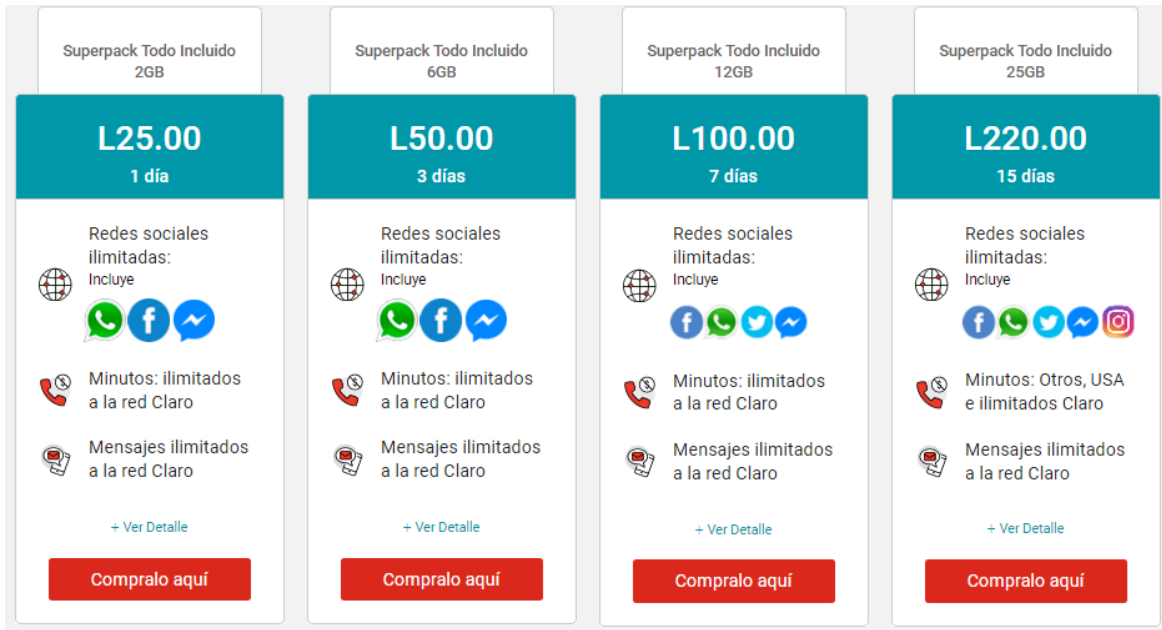 Superpack Todo Incluido
2GB
L25.00
1 día
Redes sociales
ilimitadas:
Incluye
Minutos: ilimitados
a la red Claro
Mensajes ilimitados
a la red Claro
+ Ver Detalle
Compralo aquí
Superpack Todo Incluido
6GB
L50.00
3 días
Redes sociales
ilimitadas:
Incluye
Minutos: ilimitados
a la red Claro
Mensajes ilimitados
a la red Claro
+ Ver Detalle
Compralo aquí
Superpack Todo Incluido
12GB
L100.00
7 días
Redes sociales
ilimitadas:
Incluye
Minutos: ilimitados
a la red Claro
Mensajes ilimitados
a la red Claro
+ Ver Detalle
Compralo aquí
Superpack Todo Incluido
25GB
L220.00
15 días
Redes sociales
ilimitadas:
Incluye
Minutos: Otros, USA
e ilimitados Claro
Mensajes ilimitados
a la red Claro
+ Ver Detalle
Compralo aquí